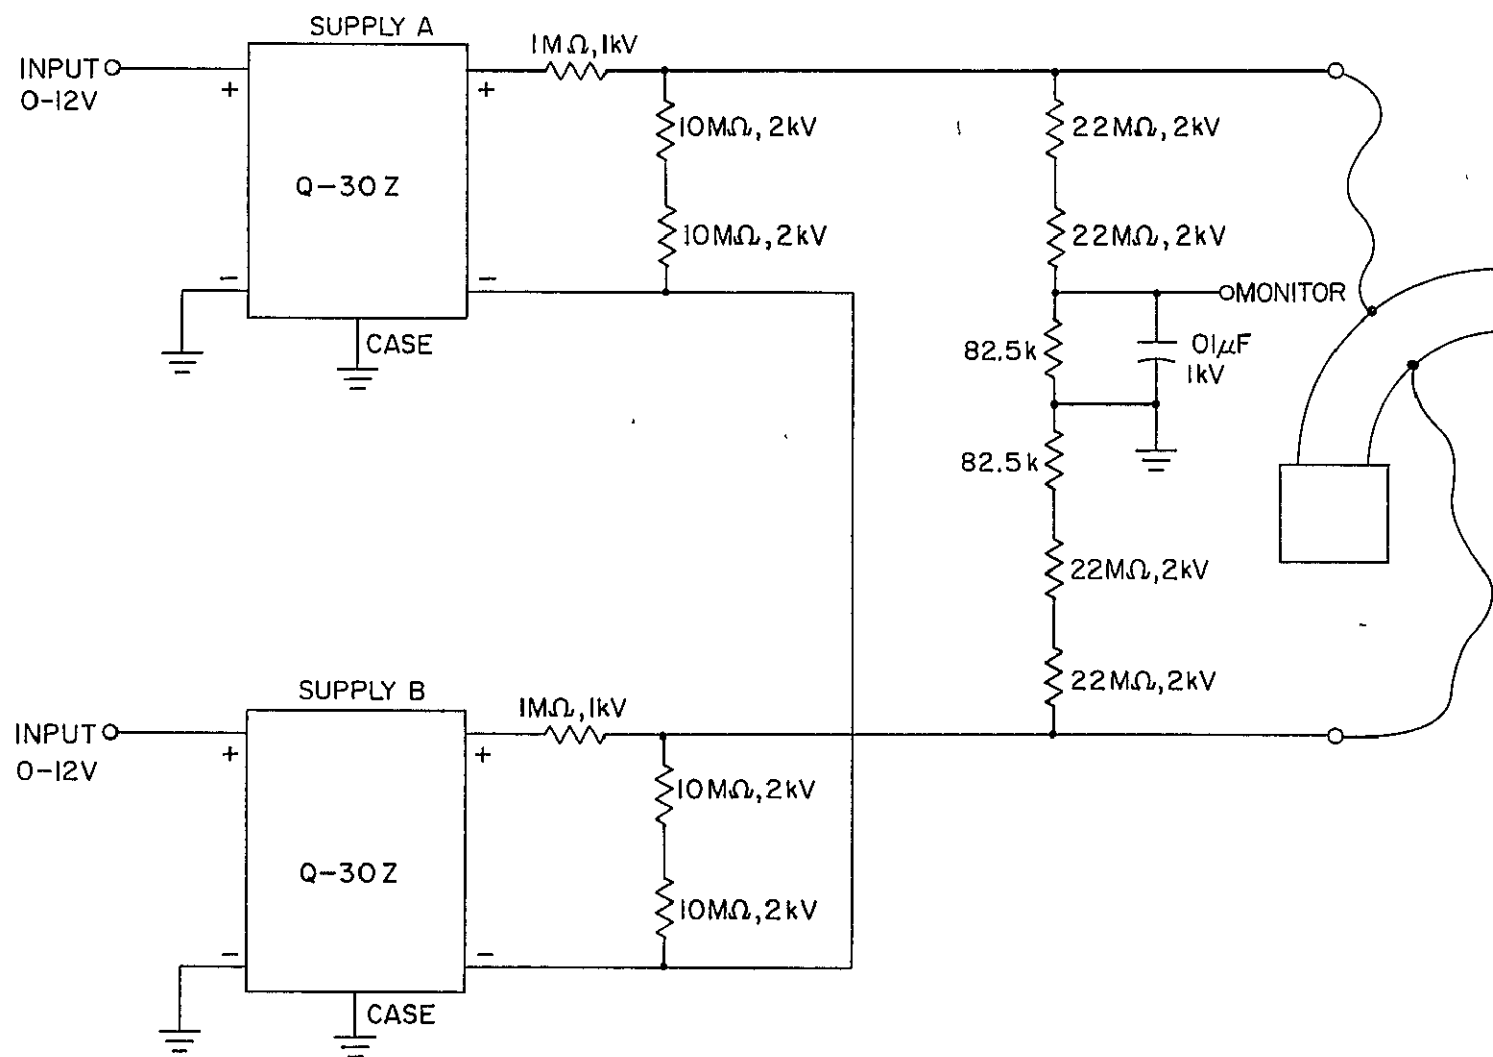 SUPPLY A
1MΩ, 1kV
INPUT
0-12V
+
+
10MΩ, 2kV
22MΩ, 2kV
Q-30Z
10MΩ, 2kV
22MΩ, 2kV
-
-
MONITOR
CASE
82.5k
01μF
1kV
82.5k
22MΩ, 2kV
SUPPLY B
22MΩ, 2kV
1MΩ, 1kV
INPUT
0-12V
+
+
10MΩ, 2kV
Q-30Z
10MΩ, 2kV
-
-
CASE